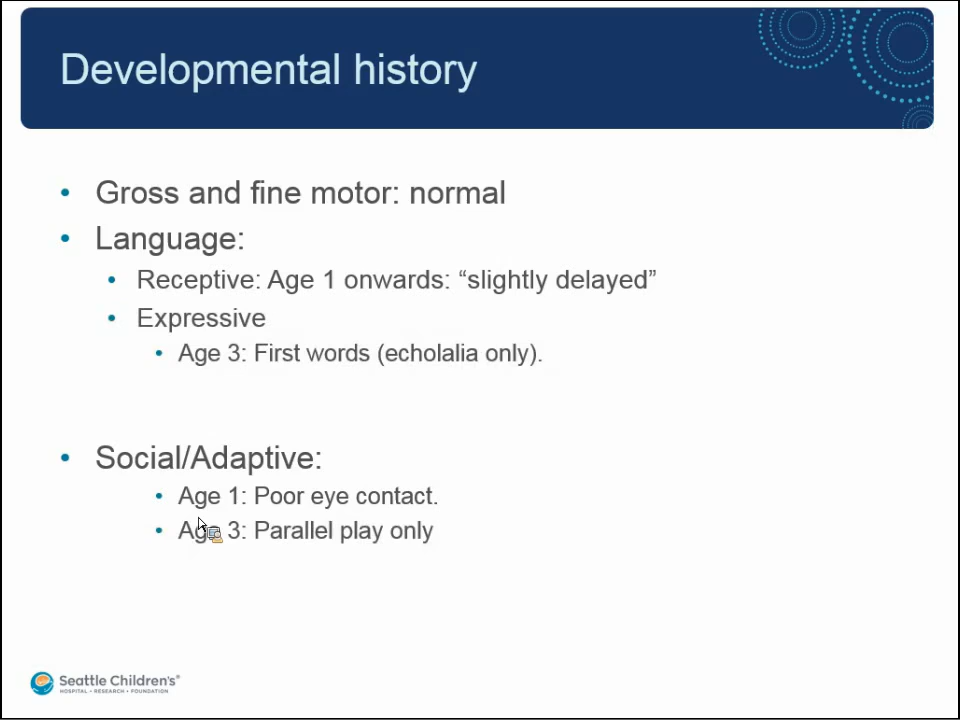 Developmental history
• Gross and fine motor: normal
• Language:
• Receptive: Age 1 onwards: “slightly delayed”
• Expressive
• Age 3: First words (echolalia only).
• Social/Adaptive:
• Age 1: Poor eye contact.
• Age 3: Parallel play only
Seattle Children's®
HOSPITAL • RESEARCH • FOUNDATION